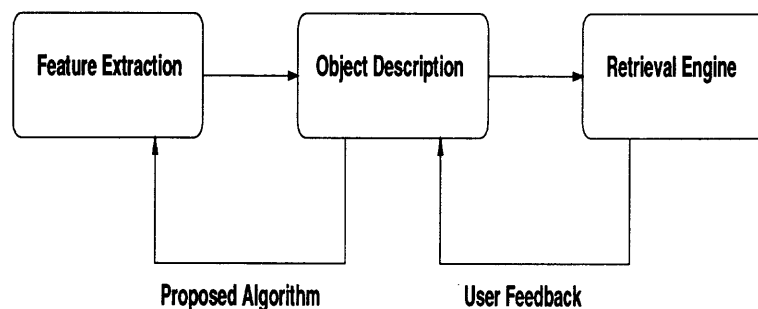 Feature Extraction
Object Description
Retrieval Engine
Proposed Algorithm
User Feedback